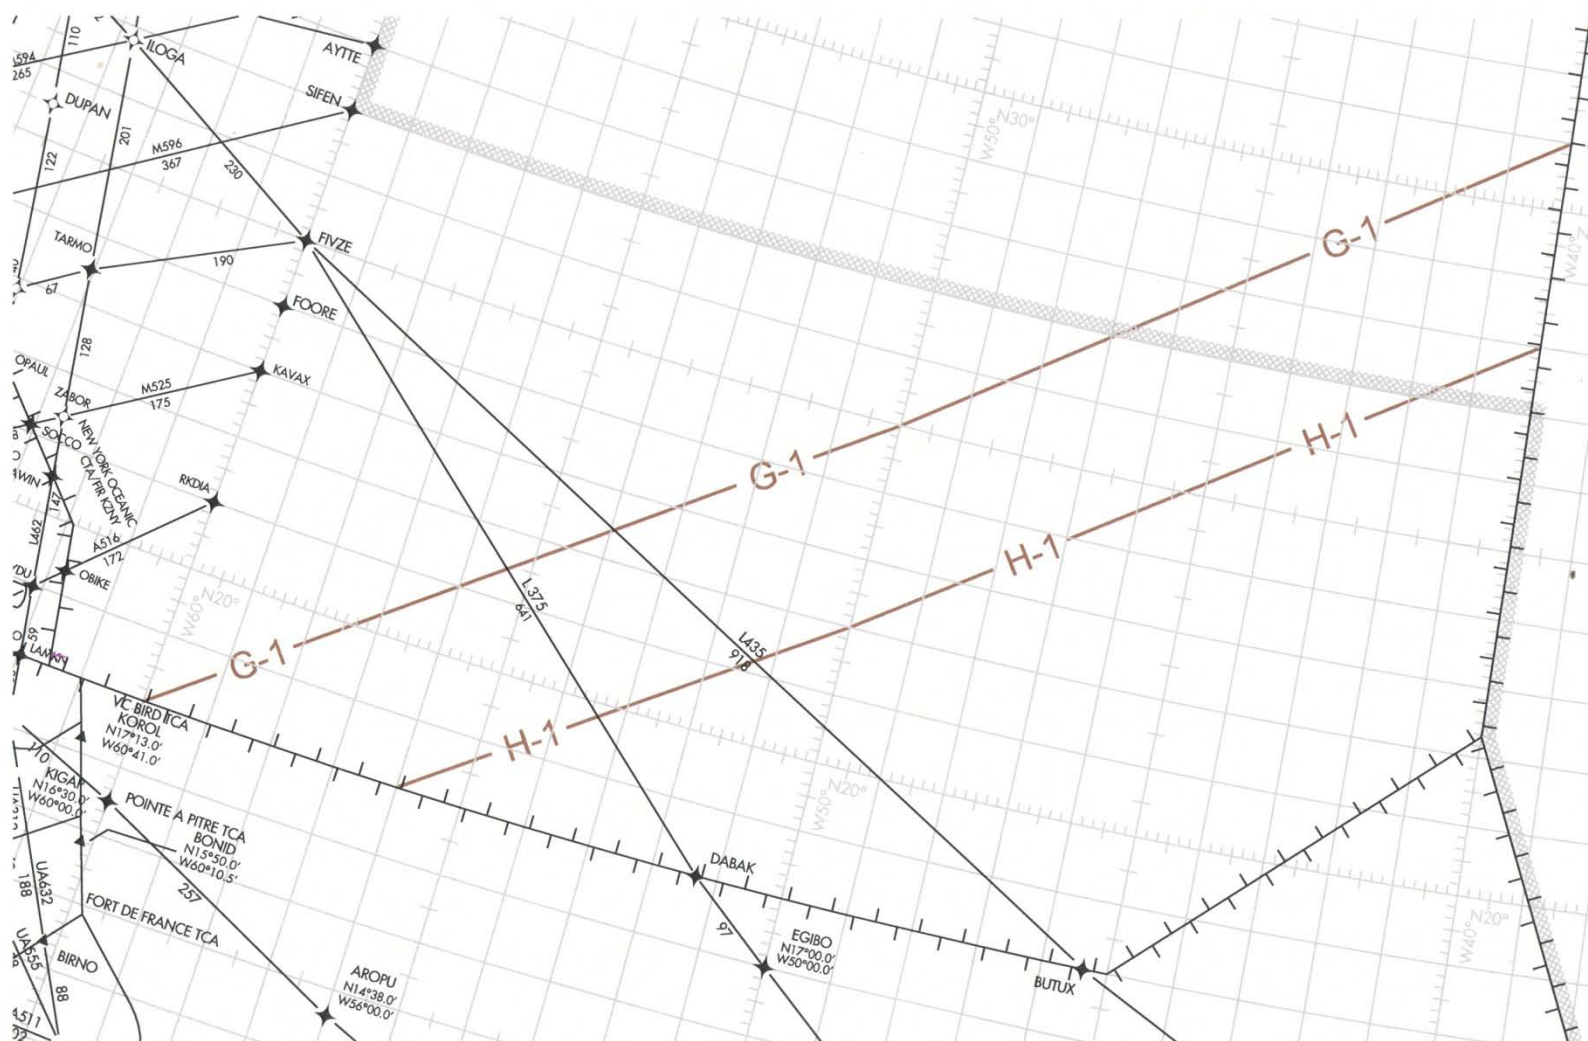 110
ILOGA
AYTTE
A594
265
DUPAN
SIFEN
201
M596
367
122
230
W50°
N30°
TARMO
FIVZE
190
67
G-1
W40°
FOORE
128
OPAUL
KAVAX
M525
175
ZABOR
SOCCO
NEW YORK OCEANIC
CTA/FIR KZNY
H-1
G-1
RKDIA
147
L462
A516
172
OBIKE
H-1
L375
641
W60°
N20°
59
LAMKN
G-1
L435
918
VC BIRD TCA
KOROL
N17°13.0'
W60°41.0'
H-1
110
KIGAP
N16°30.0'
W60°00.0'
POINTE A PITRE TCA
BONID
N15°50.0'
W60°10.5'
W50°
N20°
DABAK
UA632
188
257
FORT DE FRANCE TCA
97
EGIBO
N17°00.0'
W50°00.0'
W40°
N20°
UA555
BIRNO
88
AROPU
N14°38.0'
W56°00.0'
BUTUX
A511